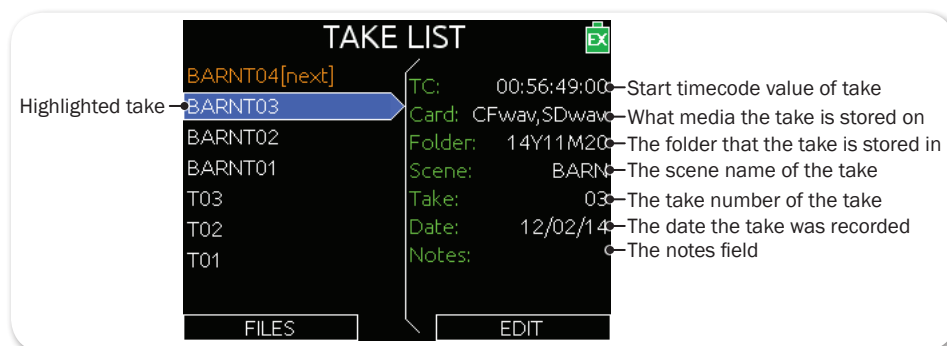 TAKE LIST
EX
BARNT04[next]
Highlighted take
BARNT03
BARNT02
BARNT01
T03
T02
T01
TC: 00:56:49:00 Start timecode value of take
Card: CFwav,SDwav What media the take is stored on
Folder: 14Y11M20 The folder that the take is stored in
Scene: BARN The scene name of the take
Take: 03 The take number of the take
Date: 12/02/14 The date the take was recorded
Notes: The notes field
FILES
EDIT